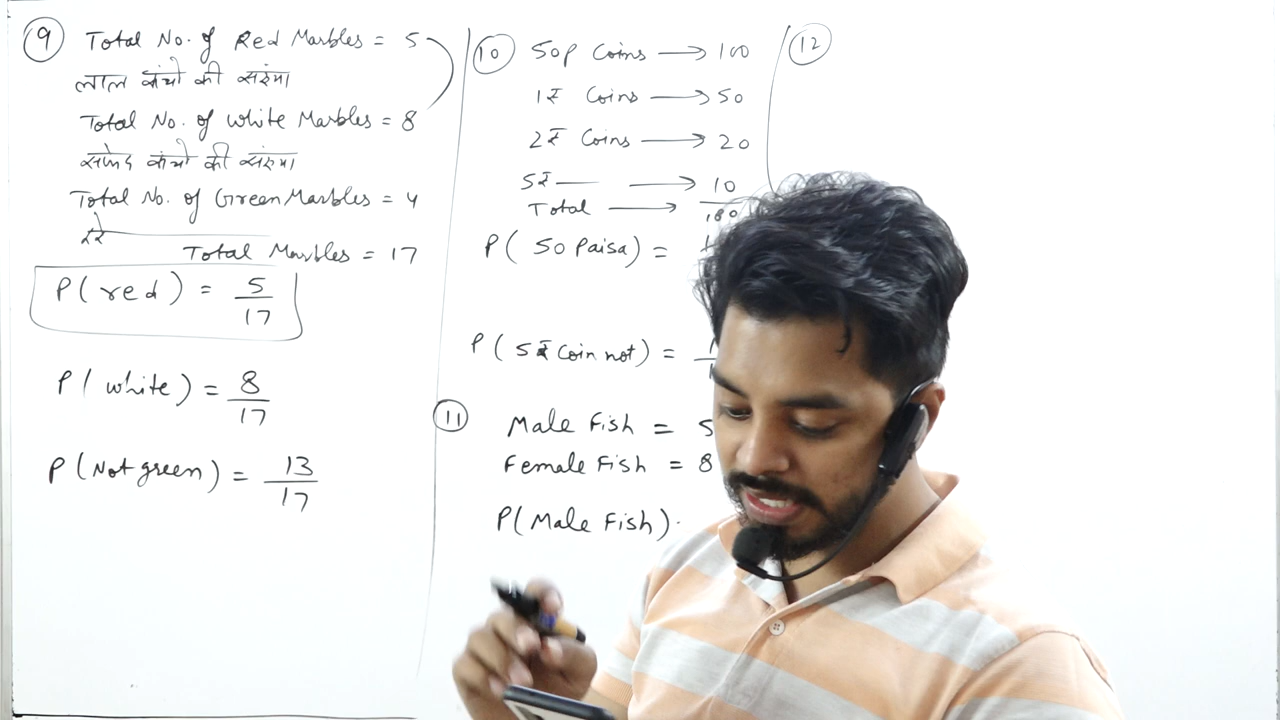 9 Total No. of Red Marbles = 5
लाल कंचो की संख्या
Total No. of white Marbles = 8
सफेद कंचो की संख्या
Total No. of Green Marbles = 4
हरे
Total Marbles = 17
P(red) = 5/17
P(white) = 8/17
P(Not green) = 13/17
10 50p Coins → 100
1₹ Coins → 50
2₹ Coins → 20
5₹ — → 10
Total → 180
P(50 Paisa) =
P(5₹ Coin not) =
11 Male Fish = 5
Female Fish = 8
P(Male Fish)
12